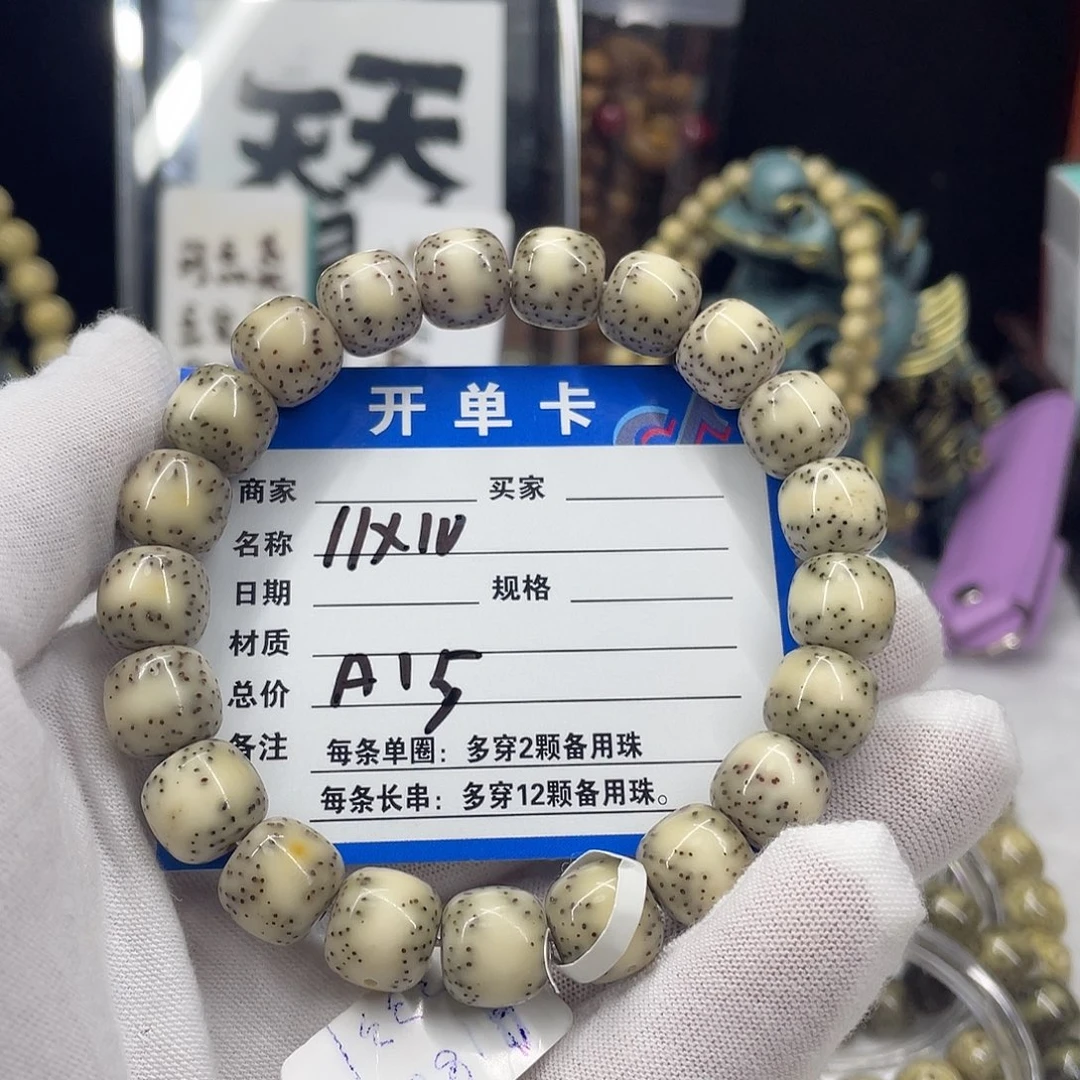 天
灭
开单卡
商家 买家
名称 11X10
日期 规格
材质
总价 A15
备注 每条单圈：多穿2颗备用珠
每条长串：多穿12颗备用珠。